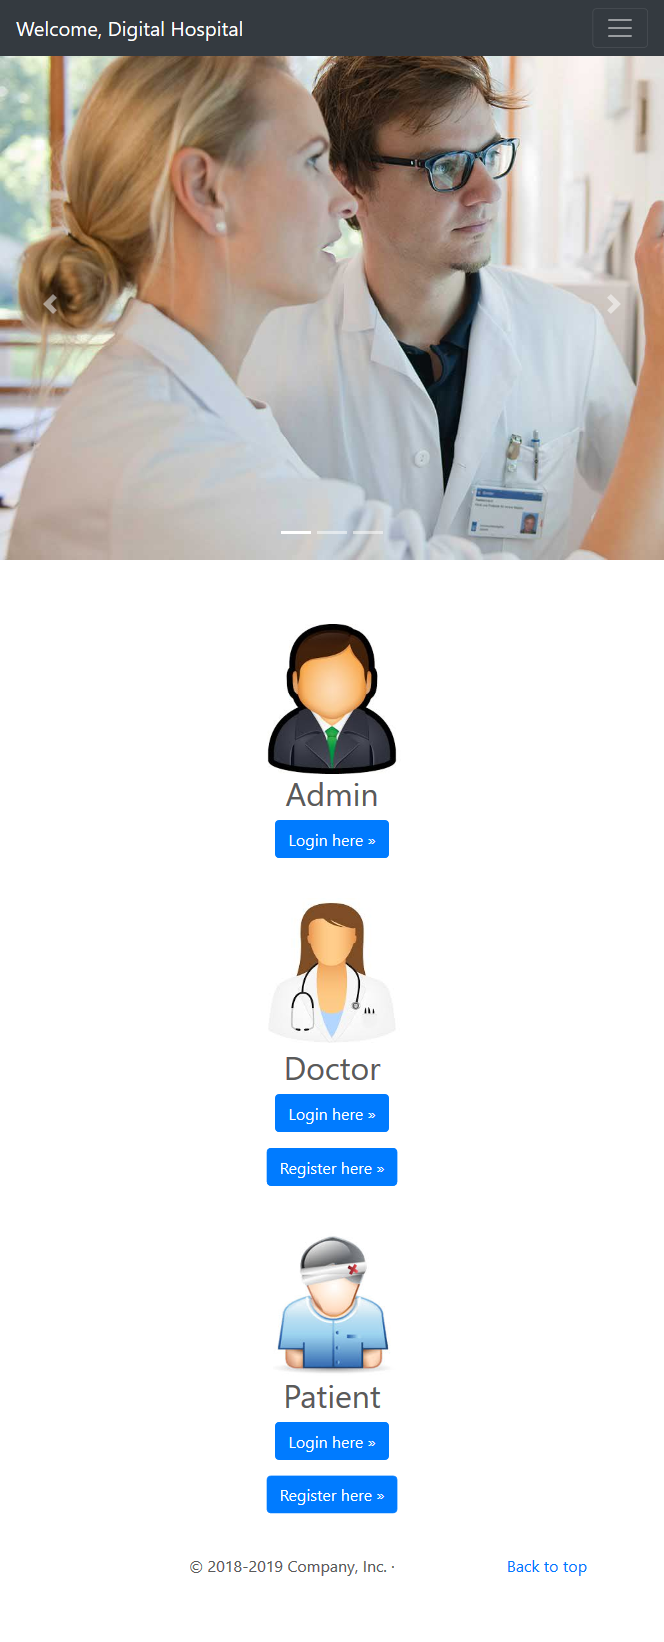 Welcome, Digital Hospital
Admin
Login here »
Doctor
Login here »
Register here »
Patient
Login here »
Register here »
© 2018-2019 Company, Inc. · Back to top